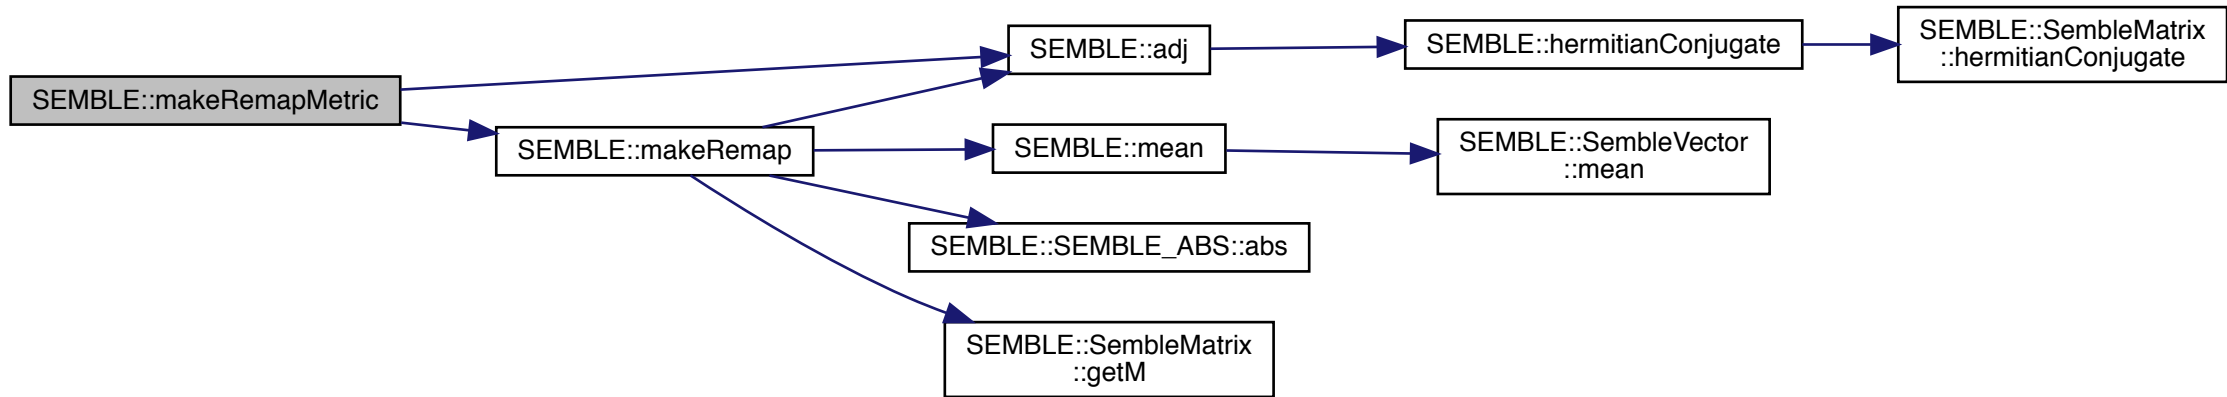 SEMBLE::makeRemapMetric
SEMBLE::makeRemap
SEMBLE::adj
SEMBLE::mean
SEMBLE::SEMBLE_ABS::abs
SEMBLE::SembleMatrix
::getM
SEMBLE::hermitianConjugate
SEMBLE::SembleVector
::mean
SEMBLE::SembleMatrix
::hermitianConjugate